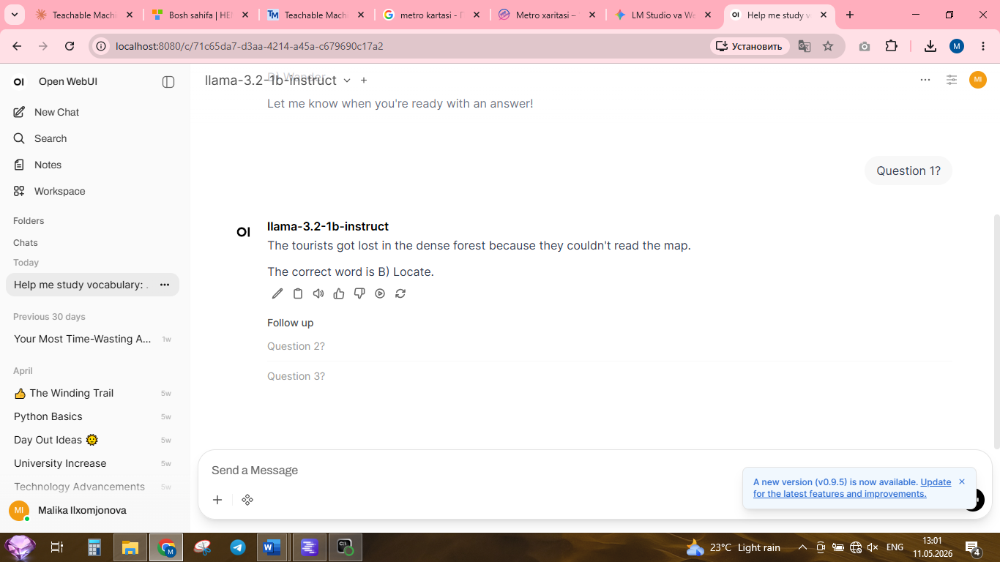 Teachable Machi
Bosh sahifa | HEI
Teachable Mach
metro kartasi - 
Metro xaritasi –
LM Studio va We
Help me study v
localhost:8080/c/71c65da7-d3aa-4214-a45a-c679690c17a2
Установить
M
OI Open WebUI
New Chat
Search
Notes
Workspace
Folders
Chats
Today
Help me study vocabulary: .
Previous 30 days
Your Most Time-Wasting A... 1w
April
👍 The Winding Trail 5w
Python Basics 5w
Day Out Ideas 🌞 5w
University Increase 5w
Technology Advancements 5w
MI Malika Ilxomjonova
llama-3.2-1b-instruct
MI
D) Wander
Let me know when you're ready with an answer!
Question 1?
OI llama-3.2-1b-instruct
The tourists got lost in the dense forest because they couldn't read the map.
The correct word is B) Locate.
Follow up
Question 2?
Question 3?
Send a Message
A new version (v0.9.5) is now available. Update
for the latest features and improvements.
23°C Light rain
ENG
13:01
11.05.2026
4